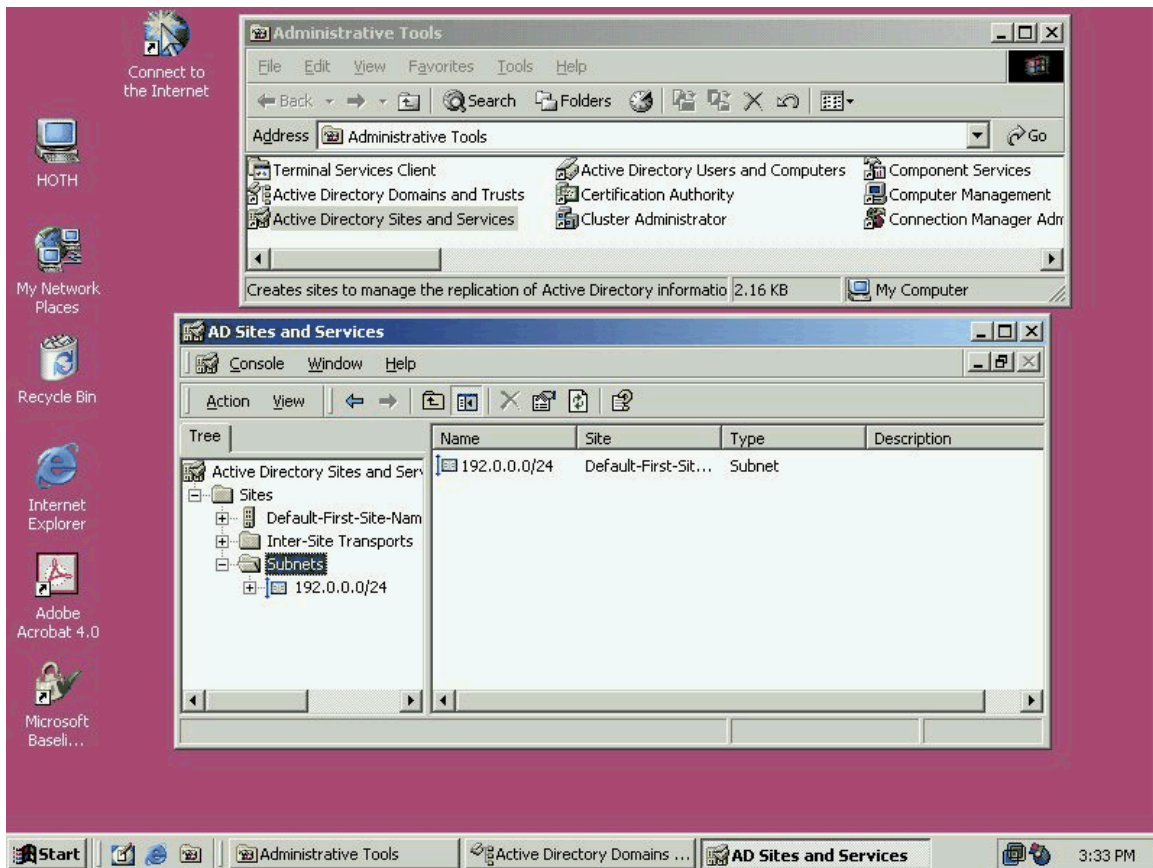 Connect to
the Internet
HOTH
My Network
Places
Recycle Bin
Internet
Explorer
Adobe
Acrobat 4.0
Microsoft
Baseli...
Administrative Tools
File Edit View Favorites Tools Help
Back Search Folders
Address Administrative Tools Go
Terminal Services Client Active Directory Users and Computers Component Services
Active Directory Domains and Trusts Certification Authority Computer Management
Active Directory Sites and Services Cluster Administrator Connection Manager Adm
Creates sites to manage the replication of Active Directory informatio 2.16 KB My Computer
AD Sites and Services
Console Window Help
Action View
Tree Name Site Type Description
Active Directory Sites and Serv 192.0.0.0/24 Default-First-Sit... Subnet
Sites
Default-First-Site-Nam
Inter-Site Transports
Subnets
192.0.0.0/24
Start Administrative Tools Active Directory Domains ... AD Sites and Services 3:33 PM